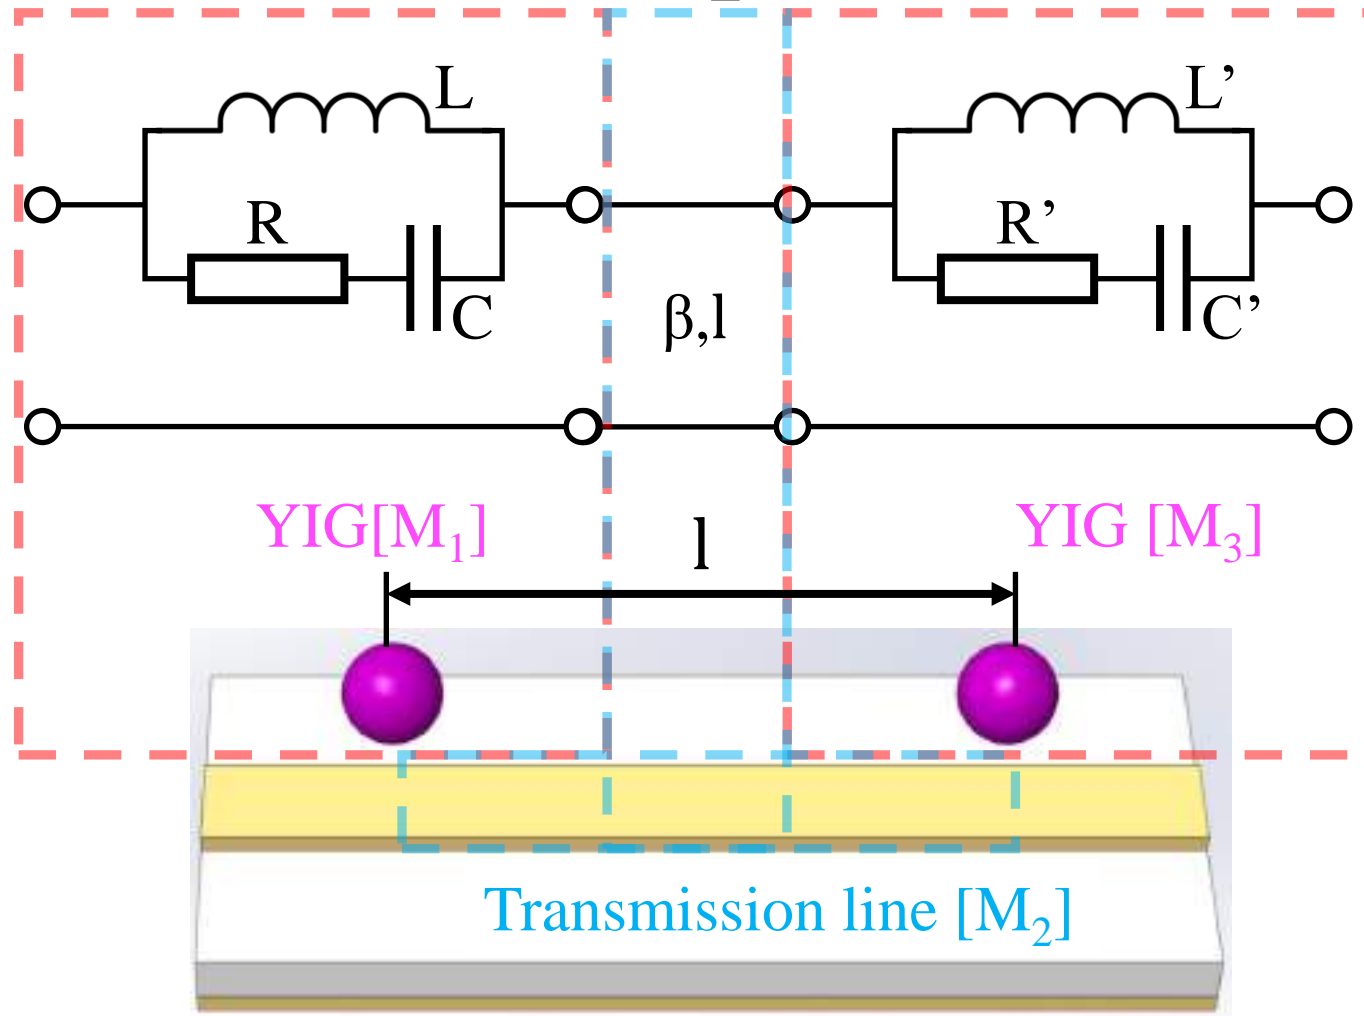 L L’
R R’
C β,l C’
YIG[M₁] l YIG [M₃]
Transmission line [M₂]